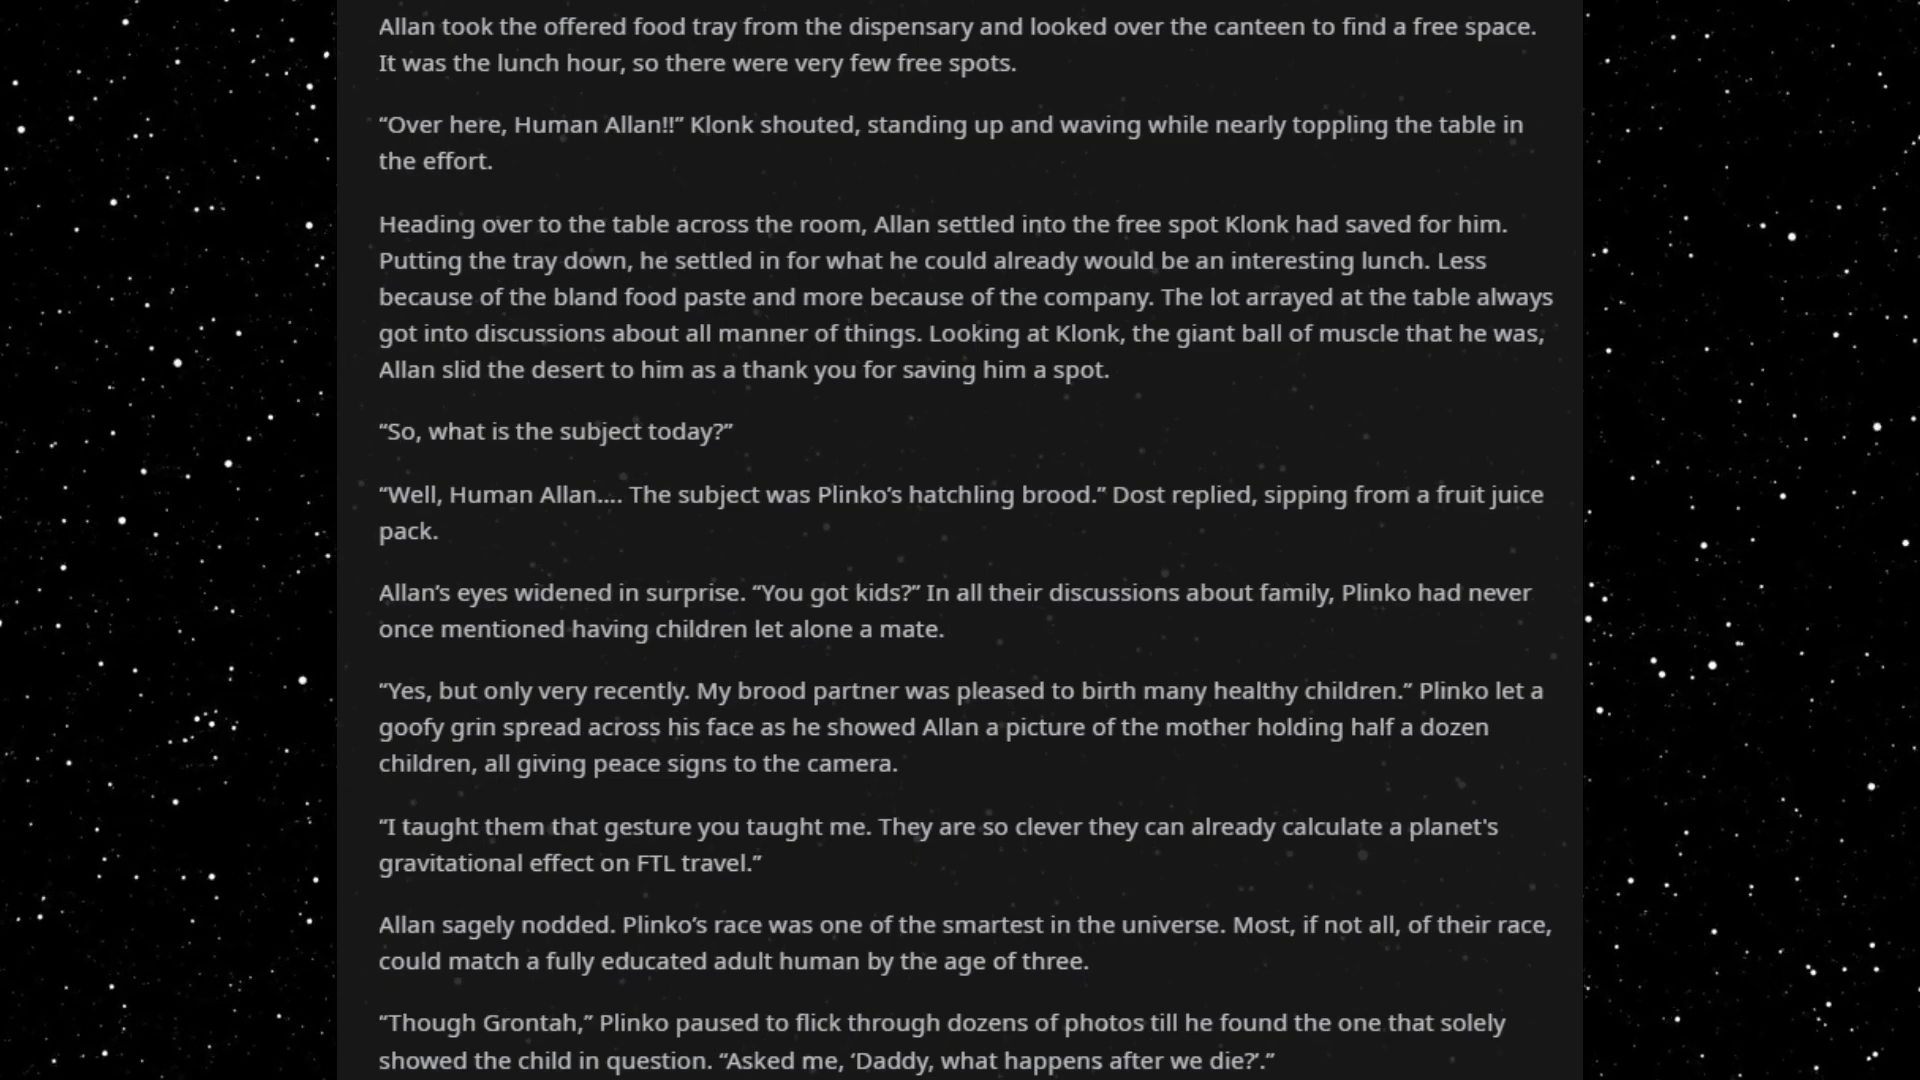 Allan took the offered food tray from the dispensary and looked over the canteen to find a free space.
It was the lunch hour, so there were very few free spots.
“Over here, Human Allan!!” Klonk shouted, standing up and waving while nearly toppling the table in
the effort.
Heading over to the table across the room, Allan settled into the free spot Klonk had saved for him.
Putting the tray down, he settled in for what he could already would be an interesting lunch. Less
because of the bland food paste and more because of the company. The lot arrayed at the table always
got into discussions about all manner of things. Looking at Klonk, the giant ball of muscle that he was,
Allan slid the desert to him as a thank you for saving him a spot.
“So, what is the subject today?”
“Well, Human Allan…. The subject was Plinko’s hatchling brood.” Dost replied, sipping from a fruit juice
pack.
Allan’s eyes widened in surprise. “You got kids?” In all their discussions about family, Plinko had never
once mentioned having children let alone a mate.
“Yes, but only very recently. My brood partner was pleased to birth many healthy children.” Plinko let a
goofy grin spread across his face as he showed Allan a picture of the mother holding half a dozen
children, all giving peace signs to the camera.
“I taught them that gesture you taught me. They are so clever they can already calculate a planet's
gravitational effect on FTL travel.”
Allan sagely nodded. Plinko’s race was one of the smartest in the universe. Most, if not all, of their race,
could match a fully educated adult human by the age of three.
“Though Grontah,” Plinko paused to flick through dozens of photos till he found the one that solely
showed the child in question. “Asked me, ‘Daddy, what happens after we die?’.”